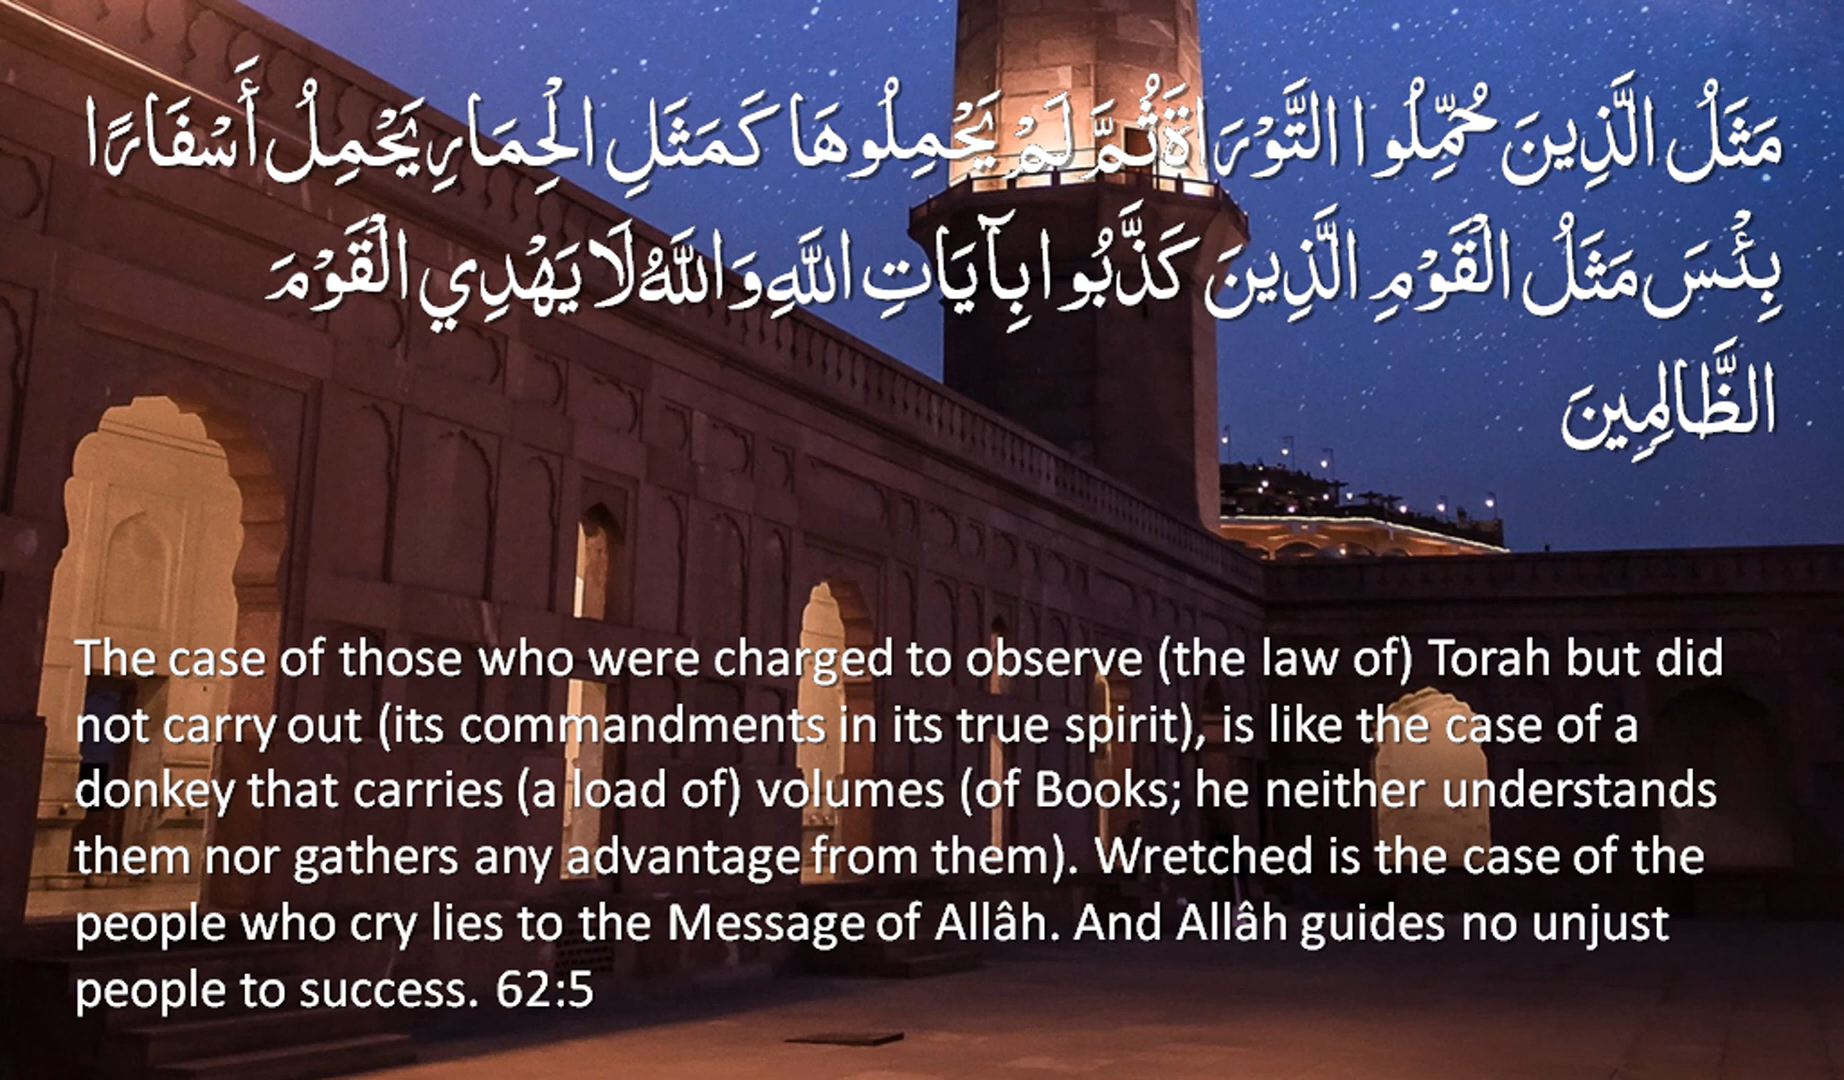 مَثَلُ الَّذِينَ حُمِّلُوا التَّوْرَاةَ ثُمَّ لَمْ يَحْمِلُوهَا كَمَثَلِ الْحِمَارِ يَحْمِلُ أَسْفَارًا
بِئْسَ مَثَلُ الْقَوْمِ الَّذِينَ كَذَّبُوا بِآيَاتِ اللَّهِ وَاللَّهُ لَا يَهْدِي الْقَوْمَ
الظَّالِمِينَ
The case of those who were charged to observe (the law of) Torah but did
not carry out (its commandments in its true spirit), is like the case of a
donkey that carries (a load of) volumes (of Books; he neither understands
them nor gathers any advantage from them). Wretched is the case of the
people who cry lies to the Message of Allâh. And Allâh guides no unjust
people to success. 62:5